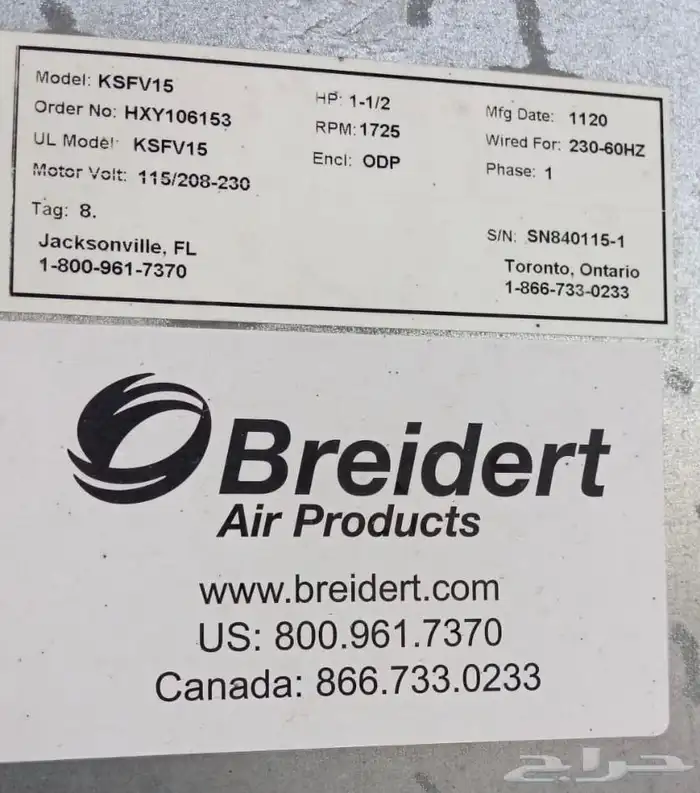 Model: KSFV15
Order No: HXY106153
UL Model KSFV15
Motor Volt: 115/208-230
Tag: 8.
Jacksonville, FL
1-800-961-7370
HP: 1-1/2
RPM: 1725
Encl: ODP
Mfg Date: 1120
Wired For: 230-60HZ
Phase: 1
S/N: SN840115-1
Toronto, Ontario
1-866-733-0233
Breidert
Air Products
www.breidert.com
US: 800.961.7370
Canada: 866.733.0233
حراج